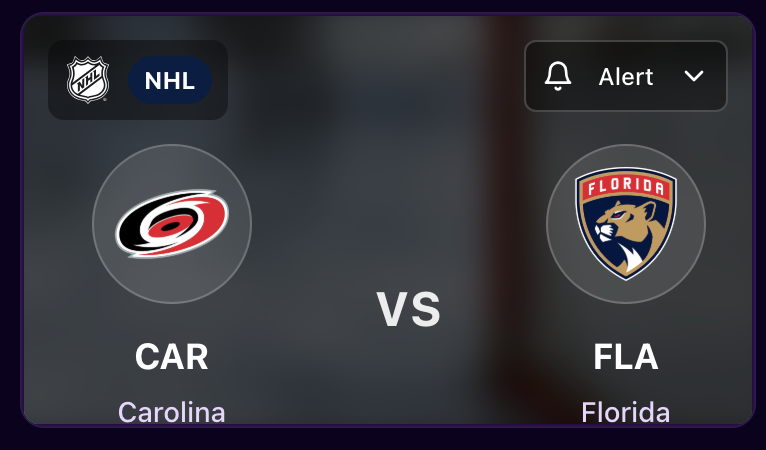 NHL NHL Alert
FLORIDA
VS
CAR FLA
Carolina Florida